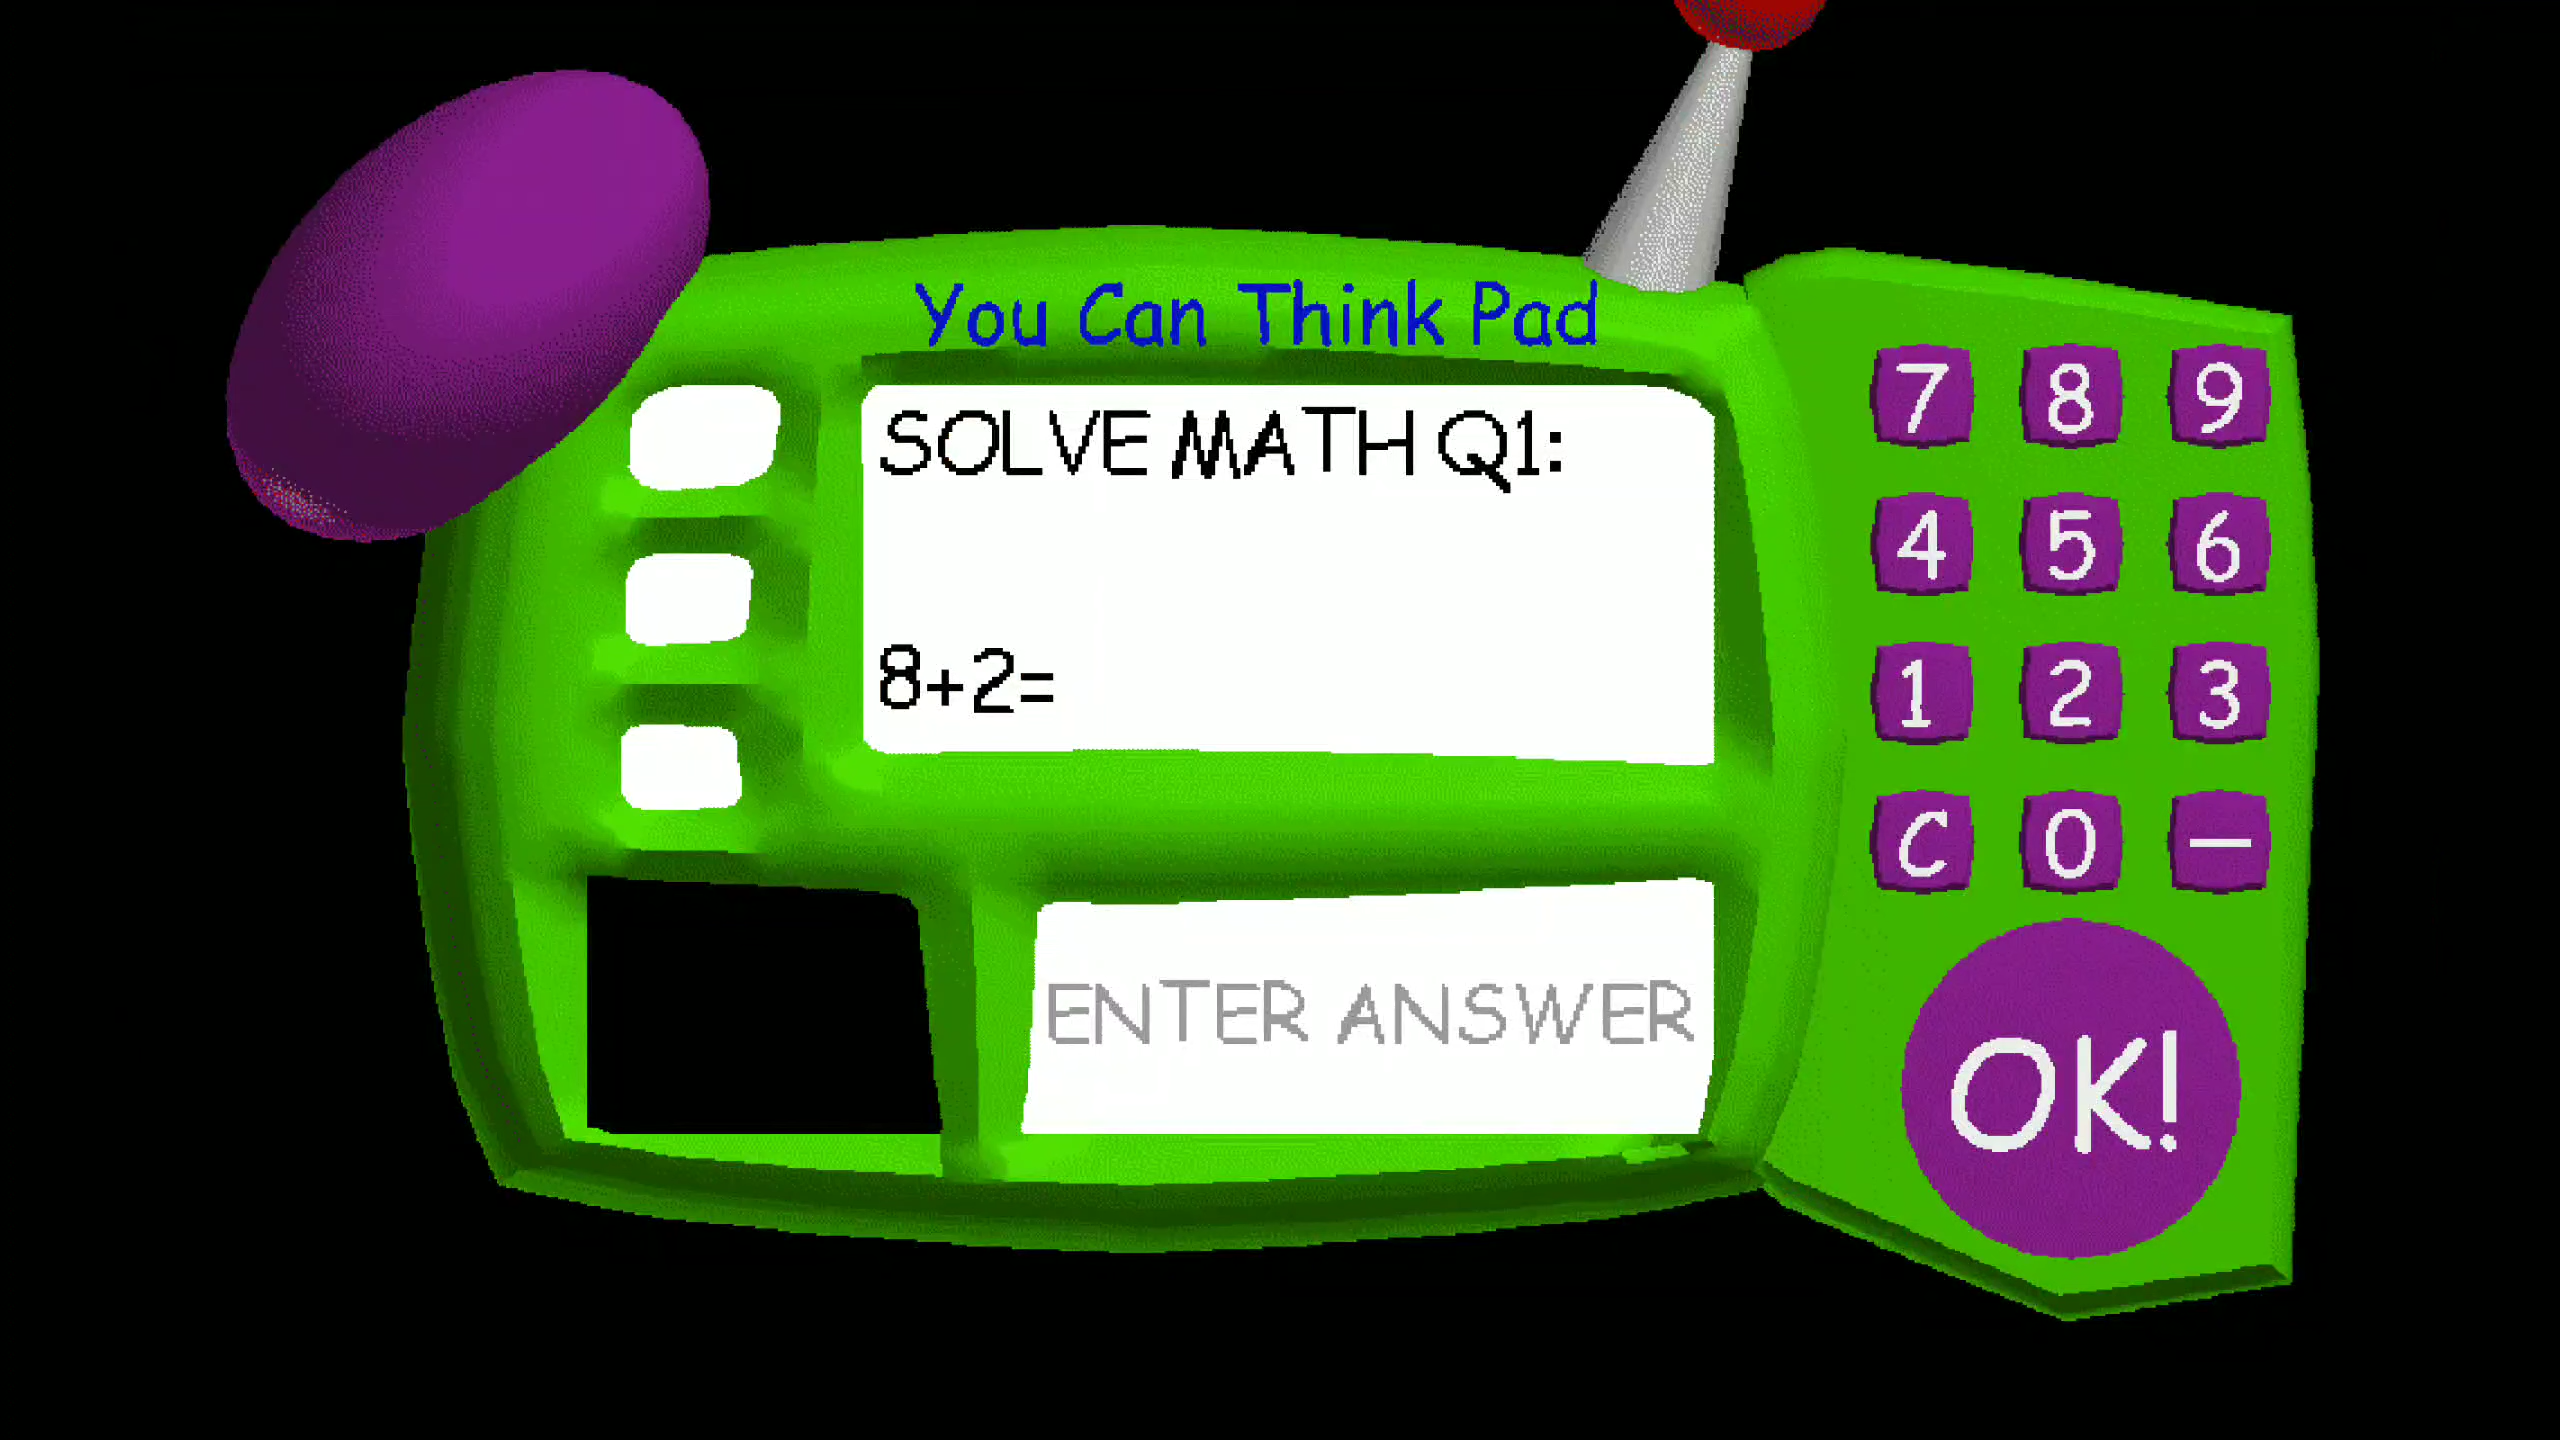 You Can Think Pad
SOLVE MATH Q1:
8+2=
ENTER ANSWER
7 8 9
4 5 6
1 2 3
C 0 –
OK!